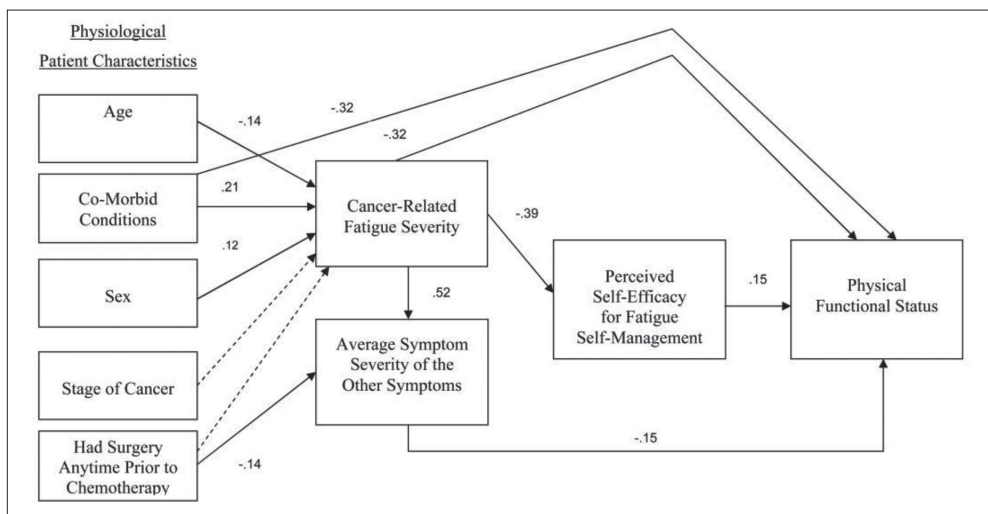 Physiological
Patient Characteristics
Age
-.14
-.32
-.32
Co-Morbid
Conditions
.21
Cancer-Related
Fatigue Severity
-.39
.12
Sex
.52
Perceived
Self-Efficacy
for Fatigue
Self-Management
.15
Physical
Functional Status
Average Symptom
Severity of the
Other Symptoms
Stage of Cancer
Had Surgery
Anytime Prior to
Chemotherapy
-.14
-.15